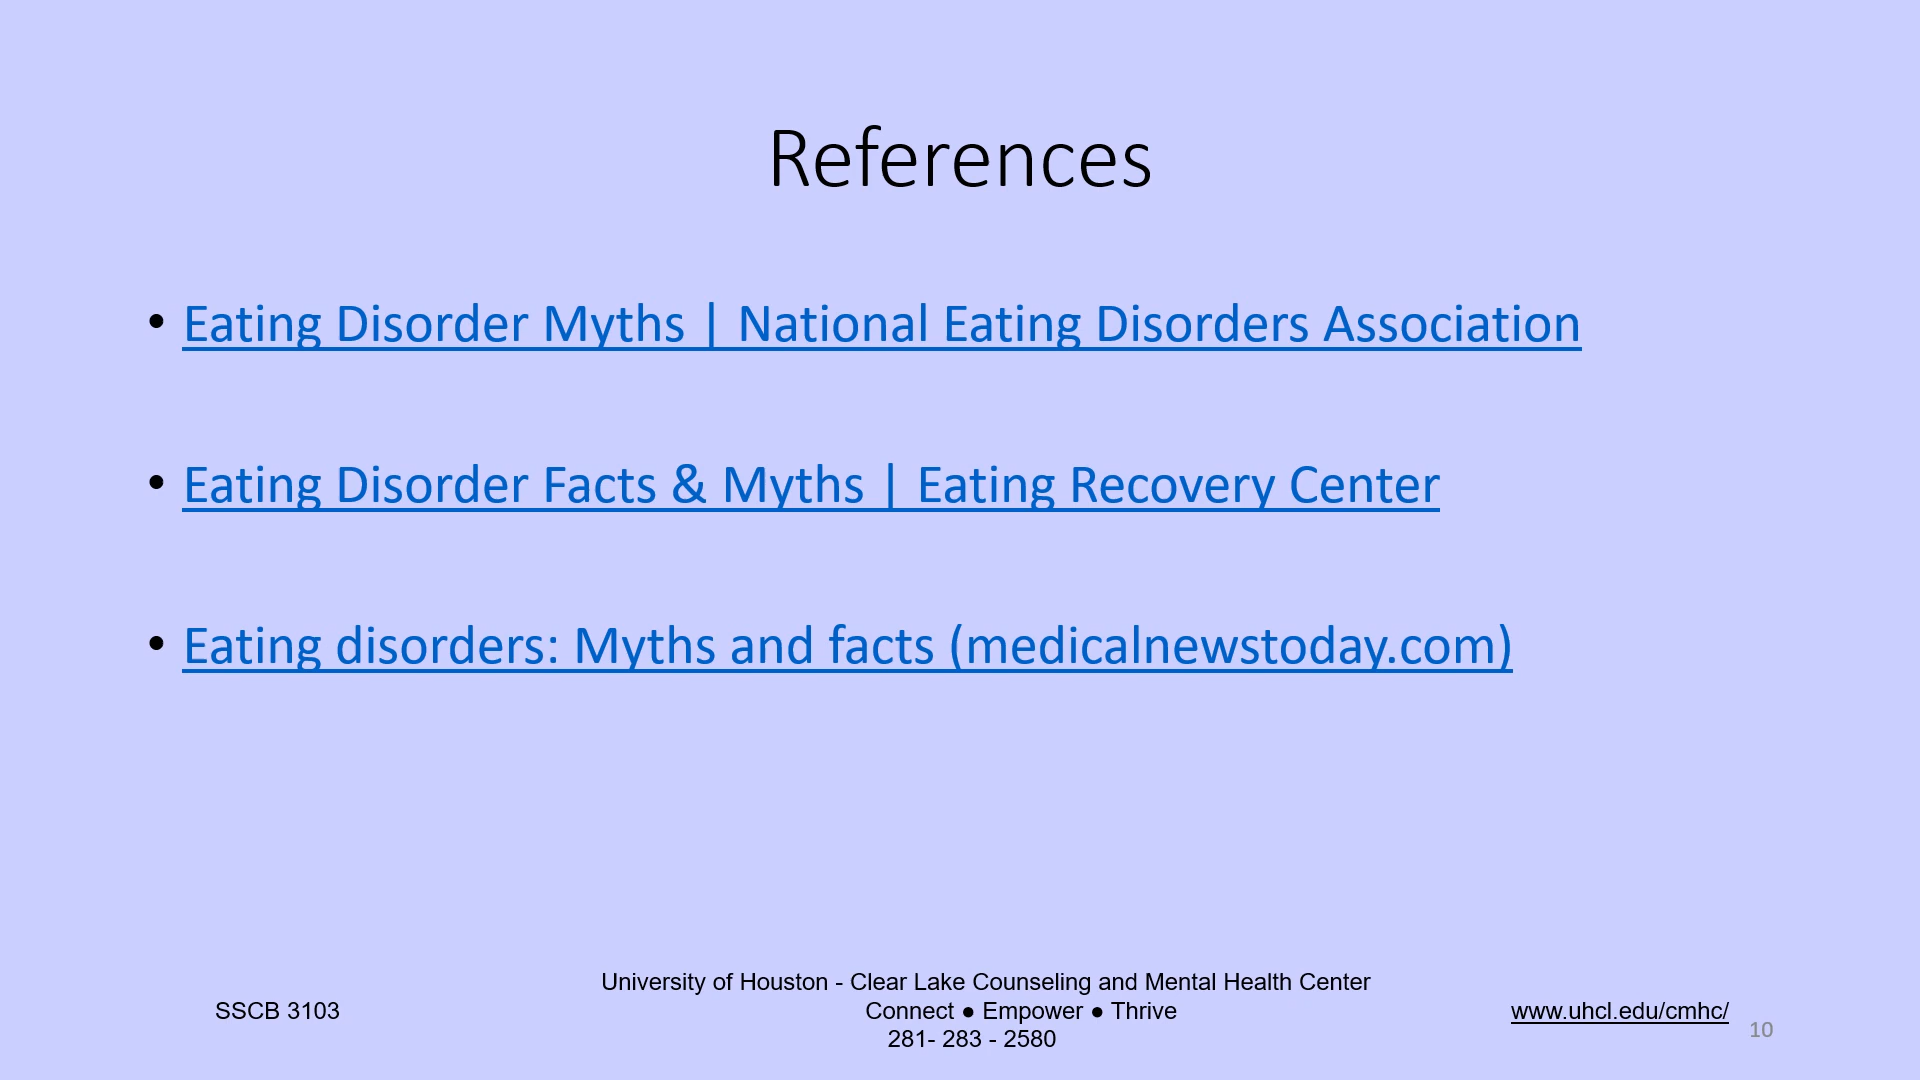 References
• Eating Disorder Myths | National Eating Disorders Association
• Eating Disorder Facts & Myths | Eating Recovery Center
• Eating disorders: Myths and facts (medicalnewstoday.com)
SSCB 3103
University of Houston - Clear Lake Counseling and Mental Health Center
Connect ● Empower ● Thrive
281- 283 - 2580
www.uhcl.edu/cmhc/
10